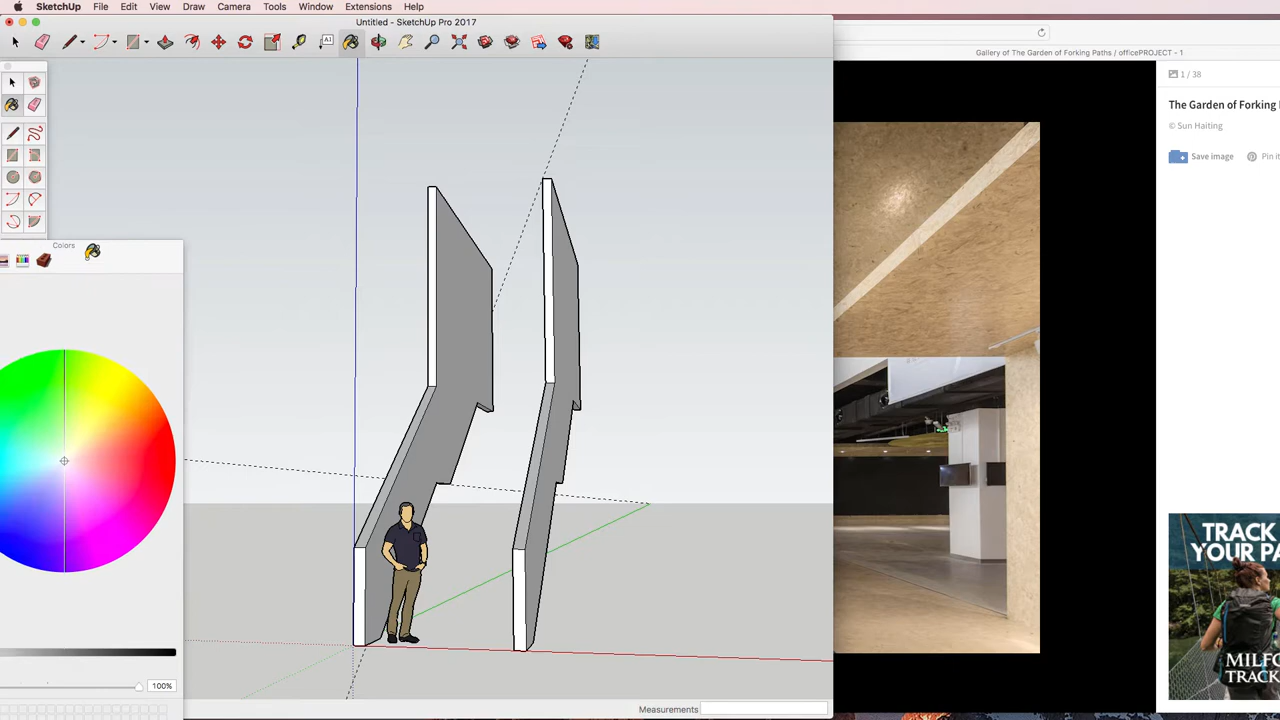 SketchUp File Edit View Draw Camera Tools Window Extensions Help
Untitled - SketchUp Pro 2017
Gallery of The Garden of Forking Paths / officePROJECT - 1
1 / 38
The Garden of Forking
© Sun Haiting
Save image Pin it
Colors
100%
TRACK
YOUR PA
MILFO
TRACK
Measurements